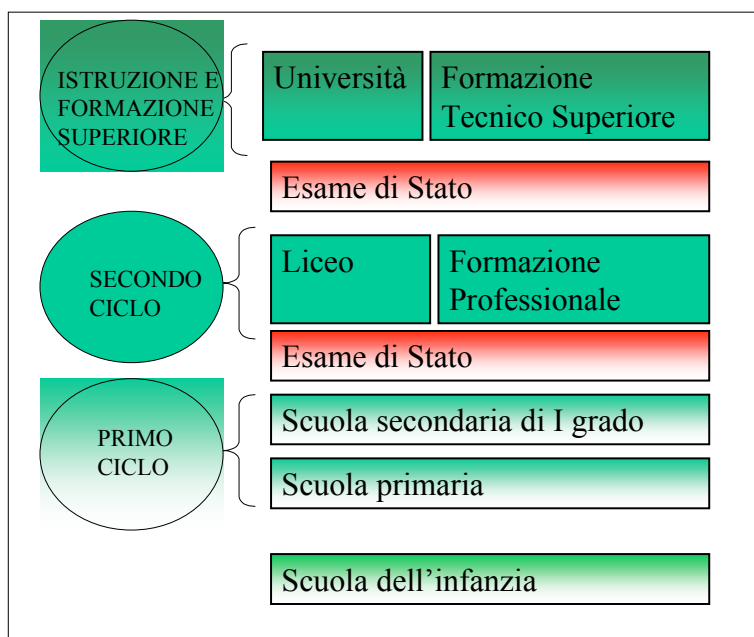 ISTRUZIONE E
FORMAZIONE
SUPERIORE
Università
Formazione
Tecnico Superiore
Esame di Stato
SECONDO
CICLO
Liceo
Formazione
Professionale
Esame di Stato
PRIMO
CICLO
Scuola secondaria di I grado
Scuola primaria
Scuola dell’infanzia